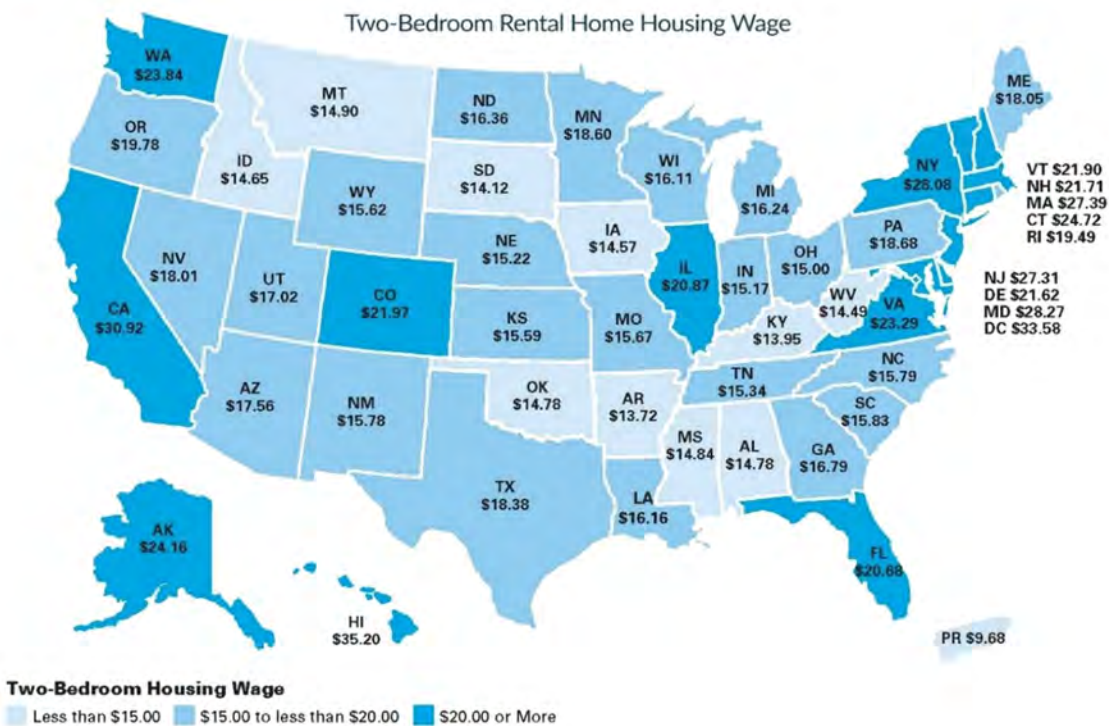 Two-Bedroom Rental Home Housing Wage
WA
$23.84
MT
$14.90
ND
$16.36
MN
$18.60
ME
$18.05
OR
$19.78
ID
$14.65
SD
$14.12
WI
$16.11
MI
$16.24
NY
$28.08
VT $21.90
NH $21.71
MA $27.39
CT $24.72
RI $19.49
WY
$15.62
IA
$14.57
PA
$18.68
NV
$18.01
UT
$17.02
CO
$21.97
NE
$15.22
IL
$20.87
IN
$15.17
OH
$15.00
NJ $27.31
DE $21.62
MD $28.27
DC $33.58
CA
$30.92
KS
$15.59
MO
$15.67
KY
$13.95
WV
$14.49
VA
$23.29
AZ
$17.56
NM
$15.78
OK
$14.78
AR
$13.72
TN
$15.34
NC
$15.79
SC
$15.83
MS
$14.84
AL
$14.78
GA
$16.79
TX
$18.38
LA
$16.16
AK
$24.16
FL
$20.68
HI
$35.20
PR $9.68
Two-Bedroom Housing Wage
Less than $15.00 $15.00 to less than $20.00 $20.00 or More